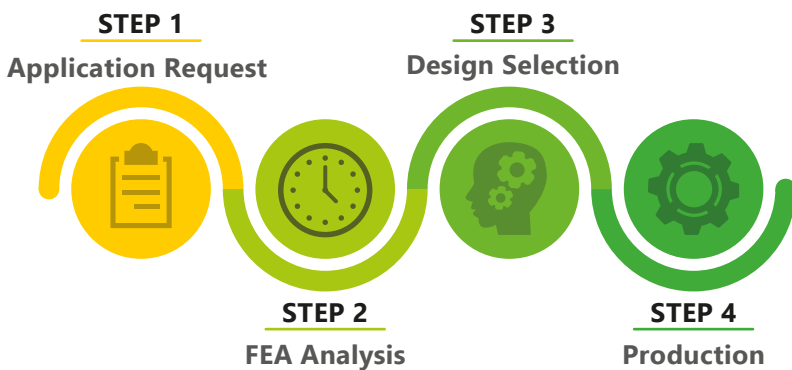 STEP 1
Application Request
STEP 2
FEA Analysis
STEP 3
Design Selection
STEP 4
Production